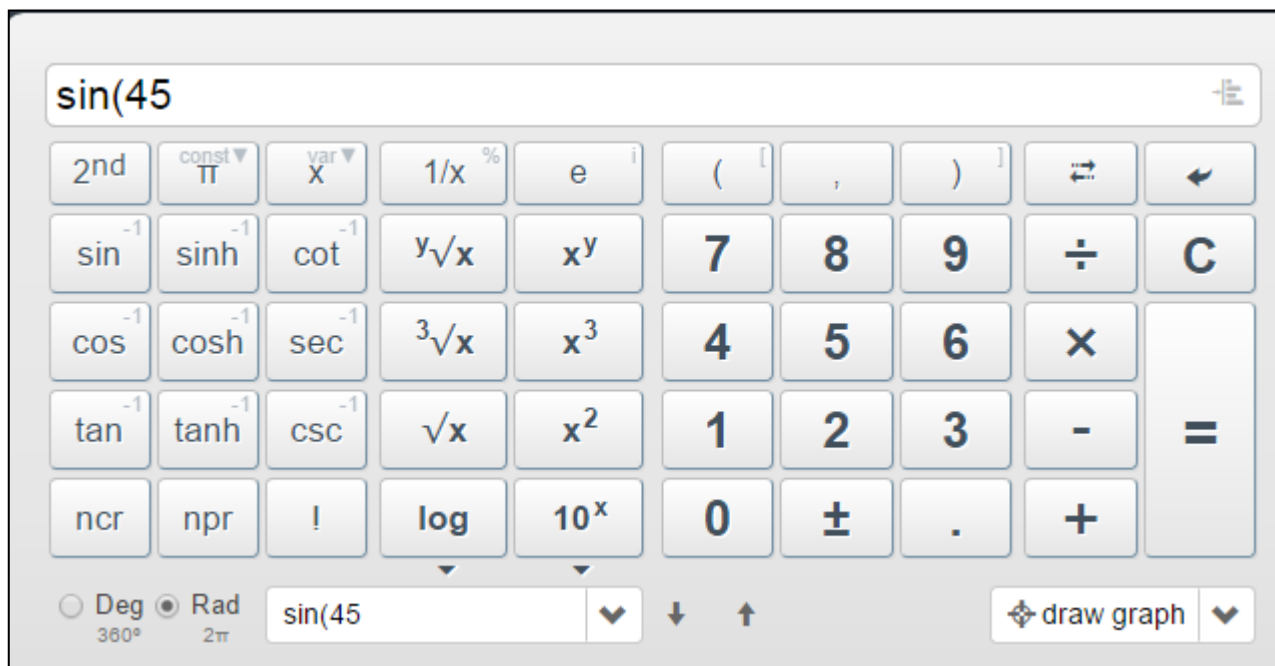 sin(45
2nd const▼ π var▼ x 1/x % e i ( [ , ) ]
sin -1 sinh -1 cot -1 y√x xy 7 8 9 ÷ C
cos -1 cosh -1 sec -1 3√x x3 4 5 6 ×
tan -1 tanh -1 csc -1 √x x2 1 2 3 - =
ncr npr ! log 10x 0 ± . +
Deg Rad sin(45 draw graph
360º 2π